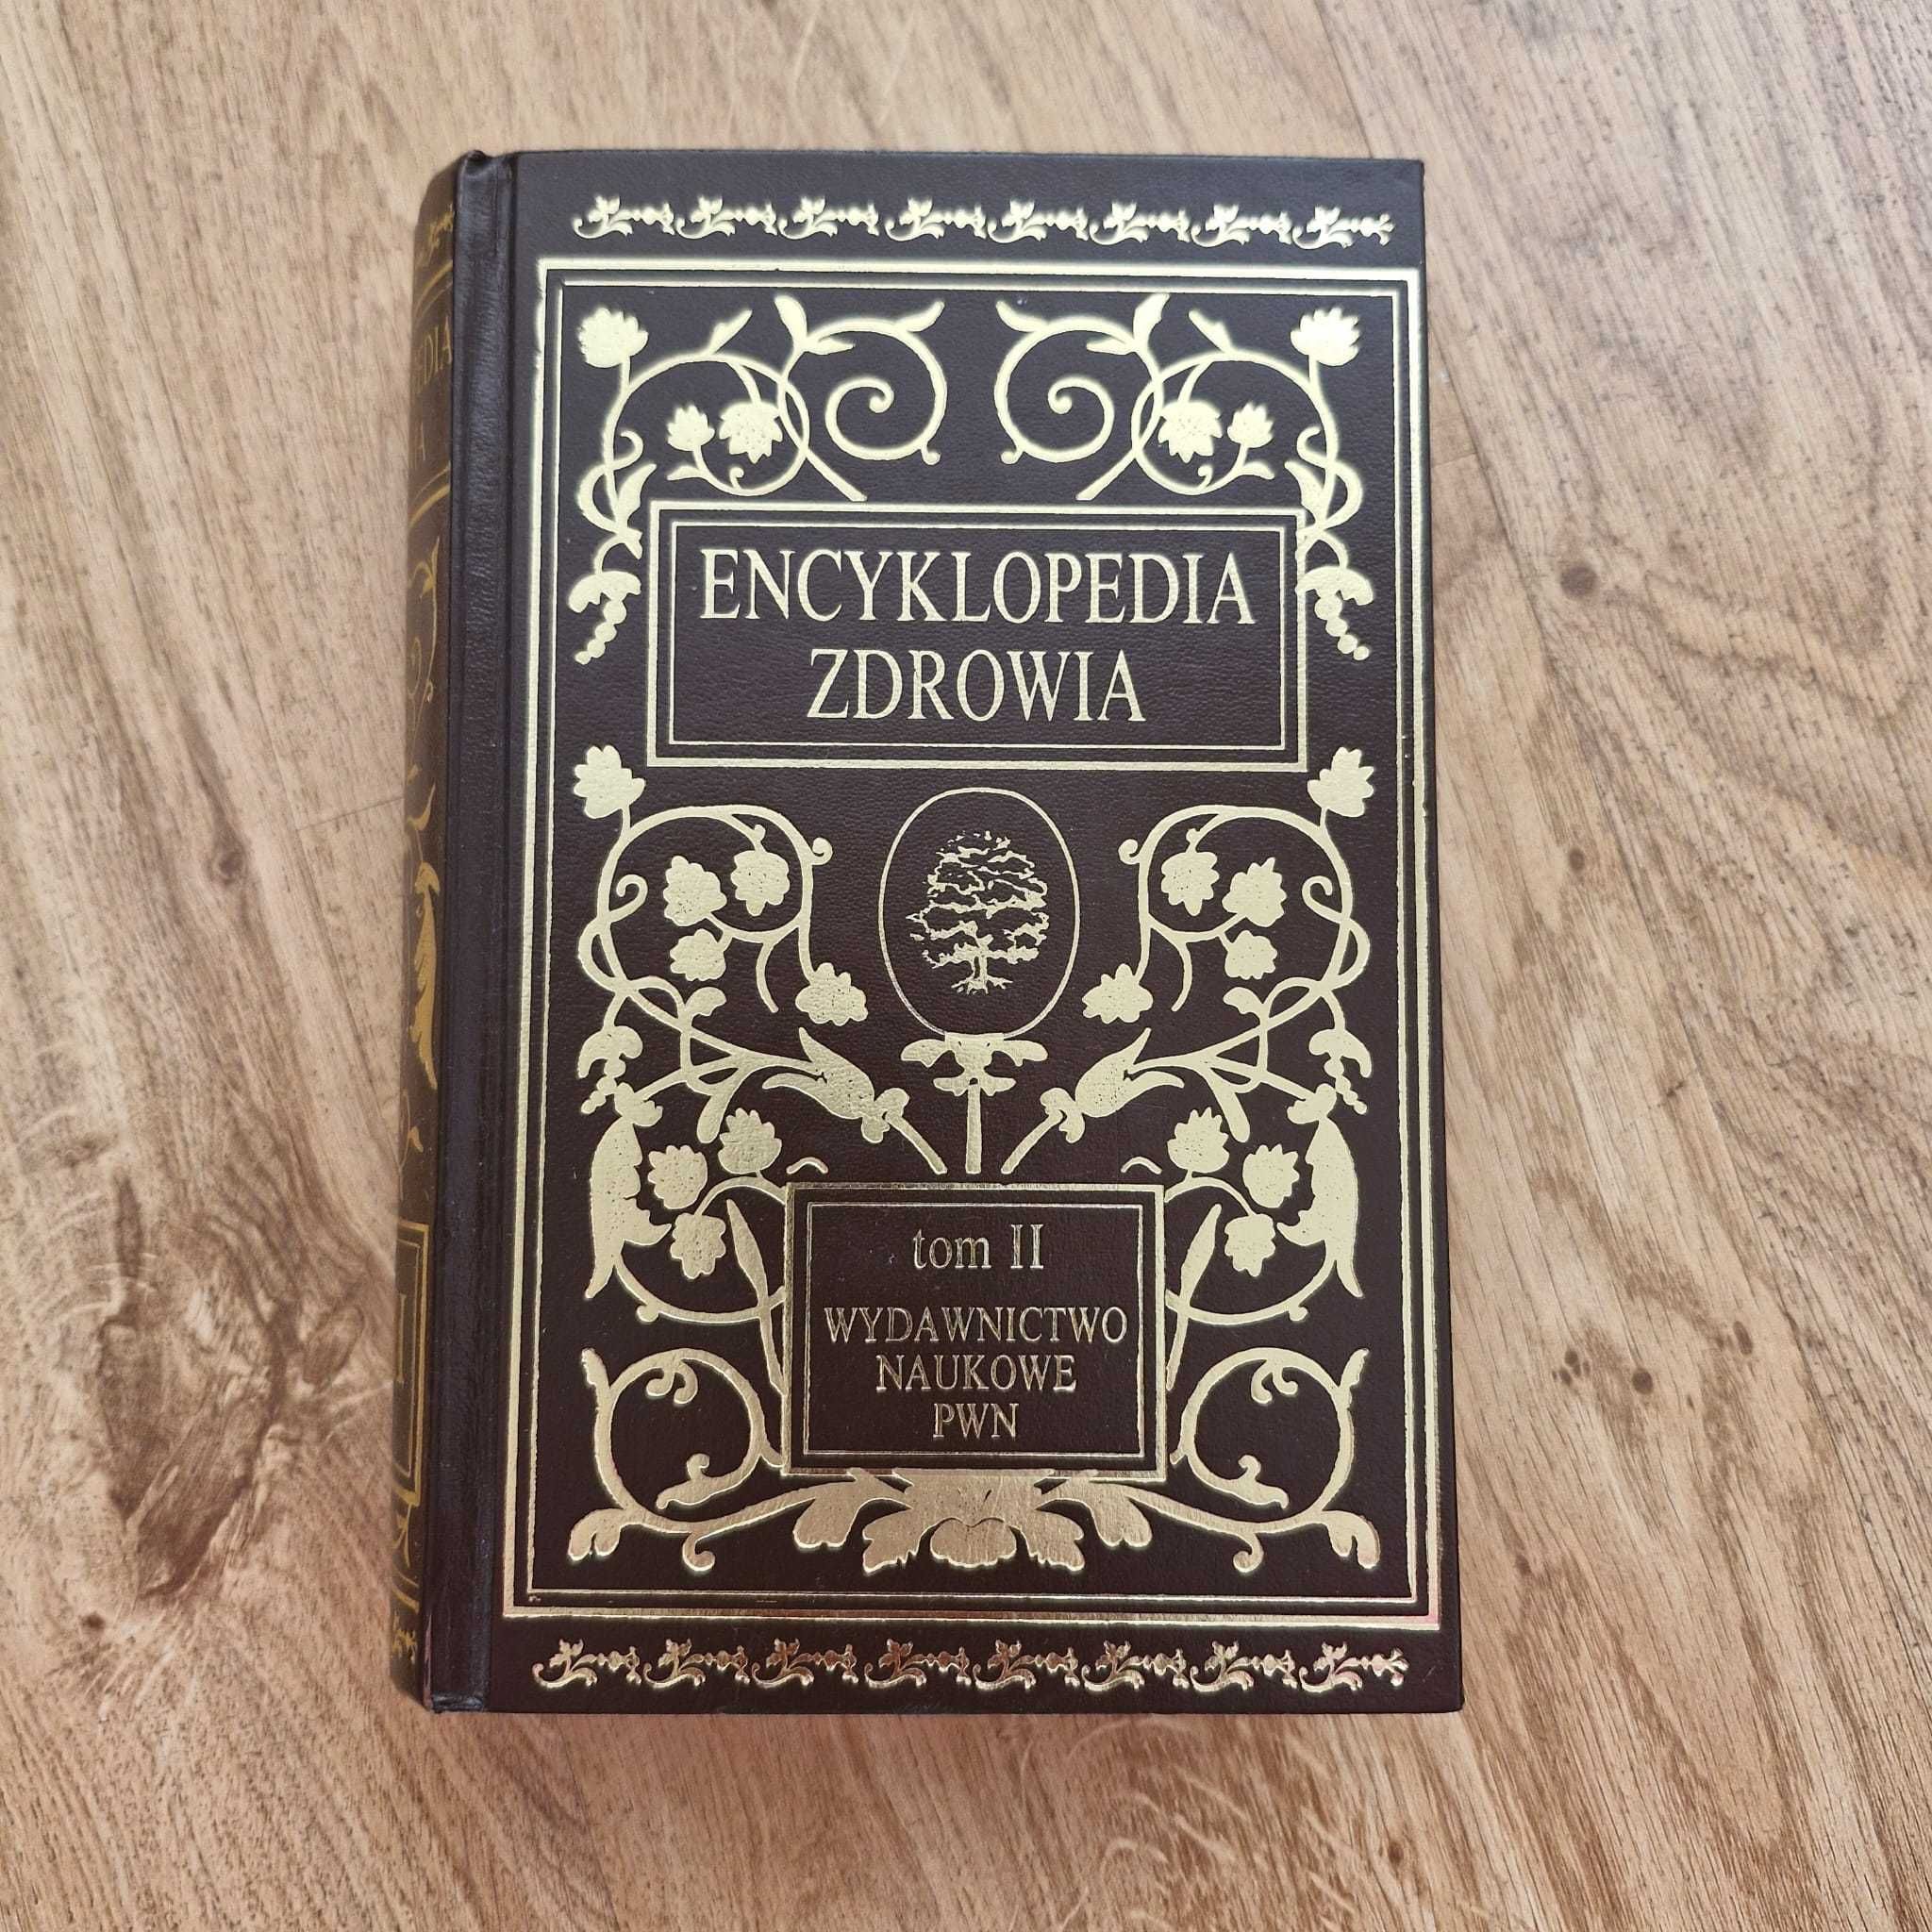 ENCYKLOPEDIA
ZDROWIA
tom II
WYDAWNICTWO
NAUKOWE
PWN